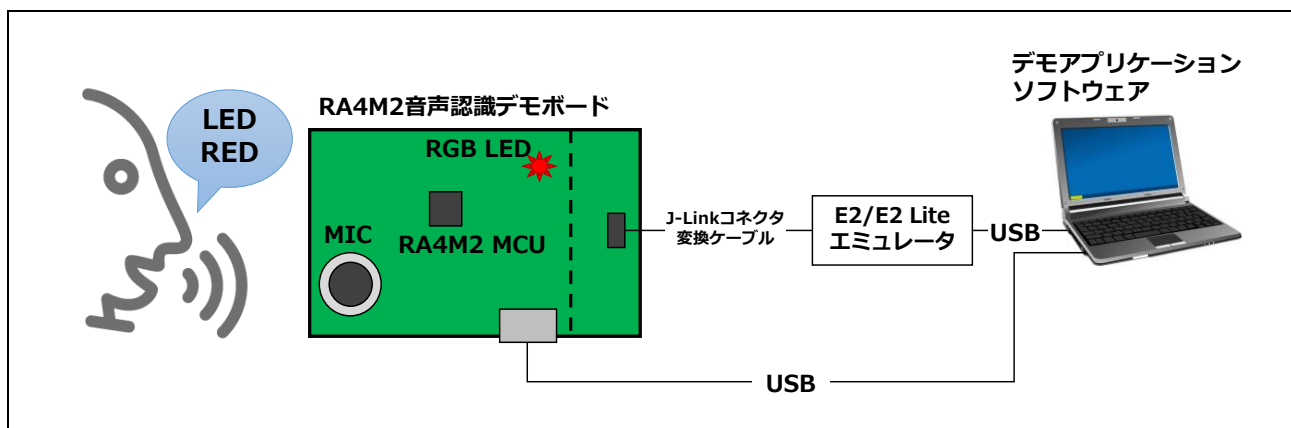 デモアプリケーション
ソフトウェア
RA4M2音声認識デモボード
LED
RED
RGB LED
MIC
RA4M2 MCU
J-Linkコネクタ
変換ケーブル
E2/E2 Lite
エミュレータ
USB
USB